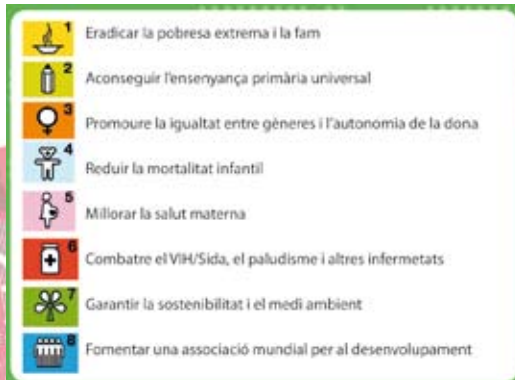 1 Eradicar la pobresa extrema i la fam
2 Aconseguir l'ensenyança primària universal
3 Promoure la igualtat entre gèneres i l'autonomia de la dona
4 Reduir la mortalitat infantil
5 Millorar la salut materna
6 Combatre el VIH/Sida, el paludisme i altres infermetats
7 Garantir la sostenibilitat i el medi ambient
8 Fomentar una associació mundial per al desenvolupament